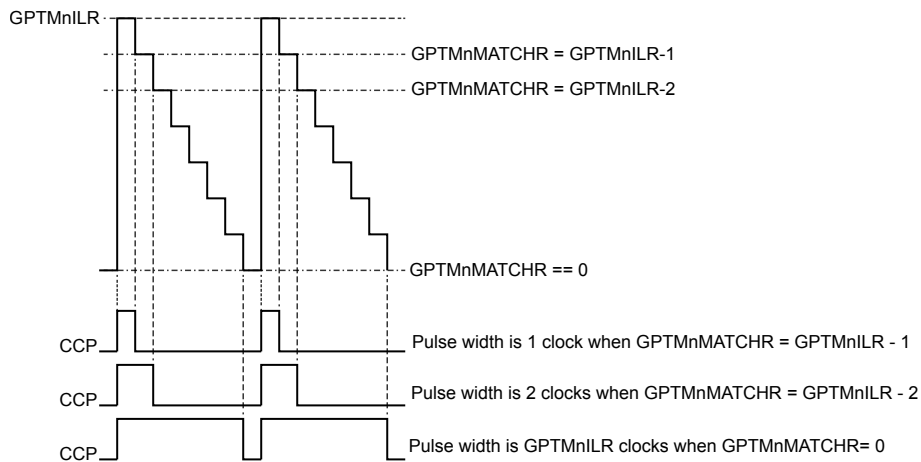 GPTMnILR
GPTMnMATCHR = GPTMnILR-1
GPTMnMATCHR = GPTMnILR-2
GPTMnMATCHR == 0
CCP
Pulse width is 1 clock when GPTMnMATCHR = GPTMnILR - 1
CCP
Pulse width is 2 clocks when GPTMnMATCHR = GPTMnILR - 2
CCP
Pulse width is GPTMnILR clocks when GPTMnMATCHR= 0